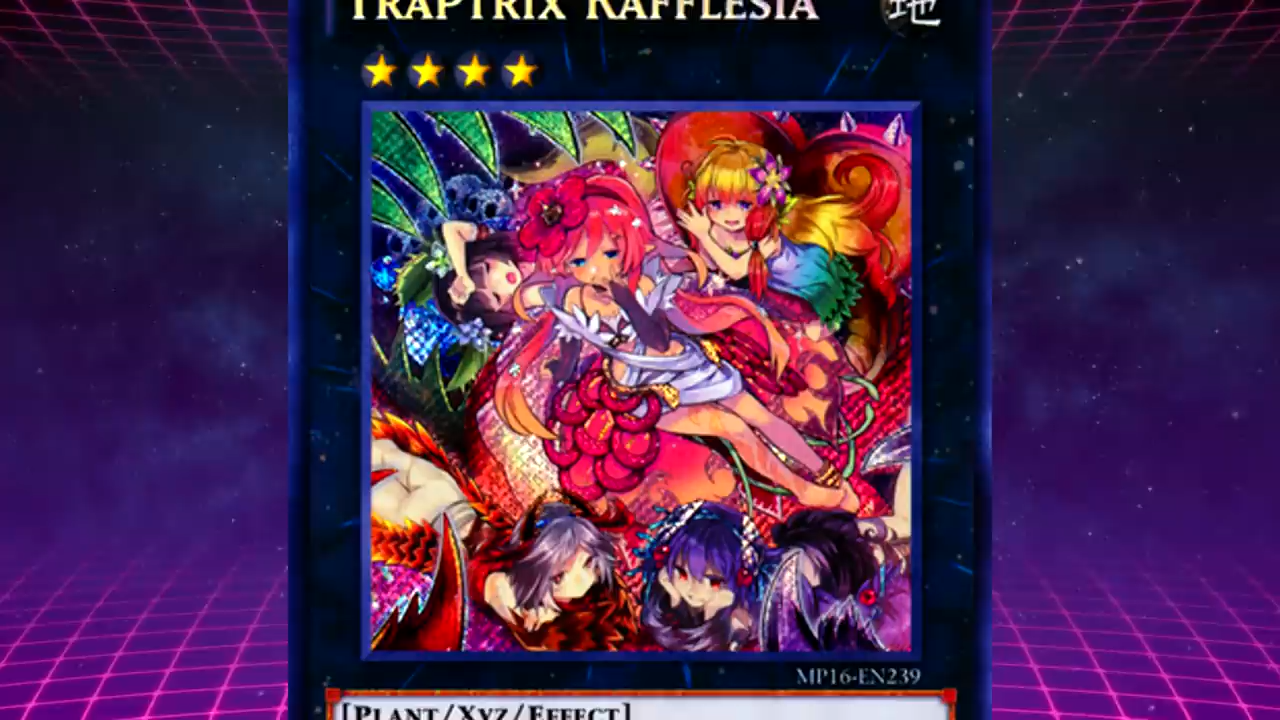 TRAPTRIX RAFFLESIA
地
MP16-EN239
[PLANT/XYZ/EFFECT]